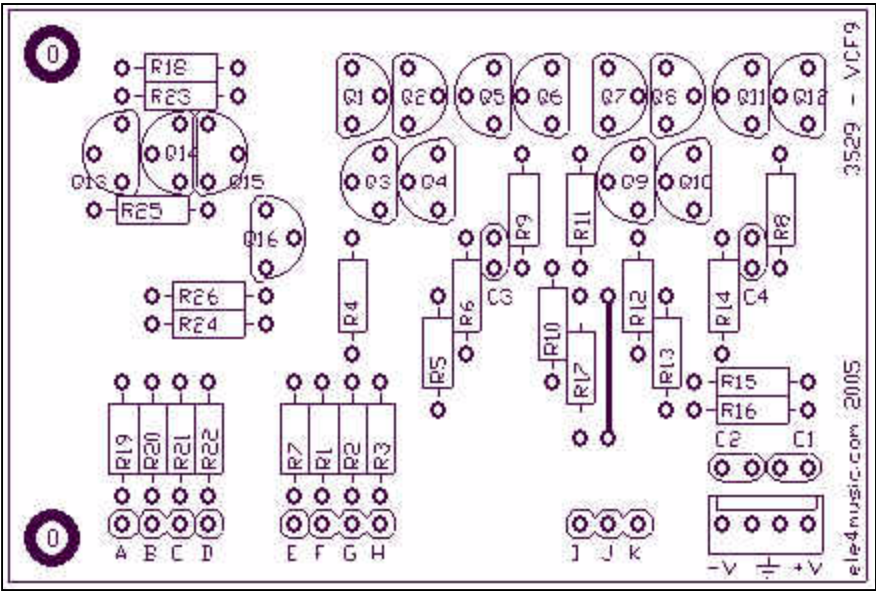 0
R18
R23
Q1 Q2 Q5 Q6 Q7 Q8 Q11 Q12
3529 - VCF9
Q13 Q14 Q15
Q3 Q4 Q9 Q10
R25
R9 R11 R8
Q16
R26
R24
R4 R6 C3 R12 R14 C4
R5 R10 R17 R13
R15
R16
R19 R20 R21 R22 R7 R1 R2 R3
C2 C1
0
A B C D E F G H I J K
-V +V
ele4music.com 2005